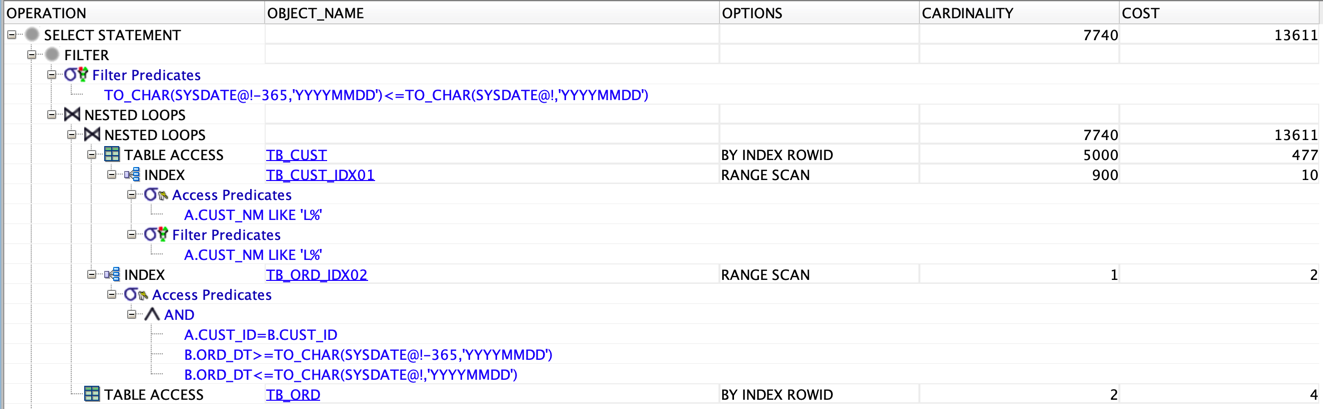 OPERATION OBJECT_NAME OPTIONS CARDINALITY COST
SELECT STATEMENT 7740 13611
FILTER
Filter Predicates
TO_CHAR(SYSDATE@!-365,'YYYYMMDD')<=TO_CHAR(SYSDATE@!,'YYYYMMDD')
NESTED LOOPS
NESTED LOOPS 7740 13611
TABLE ACCESS TB_CUST BY INDEX ROWID 5000 477
INDEX TB_CUST_IDX01 RANGE SCAN 900 10
Access Predicates
A.CUST_NM LIKE 'L%'
Filter Predicates
A.CUST_NM LIKE 'L%'
INDEX TB_ORD_IDX02 RANGE SCAN 1 2
Access Predicates
AND
A.CUST_ID=B.CUST_ID
B.ORD_DT>=TO_CHAR(SYSDATE@!-365,'YYYYMMDD')
B.ORD_DT<=TO_CHAR(SYSDATE@!,'YYYYMMDD')
TABLE ACCESS TB_ORD BY INDEX ROWID 2 4